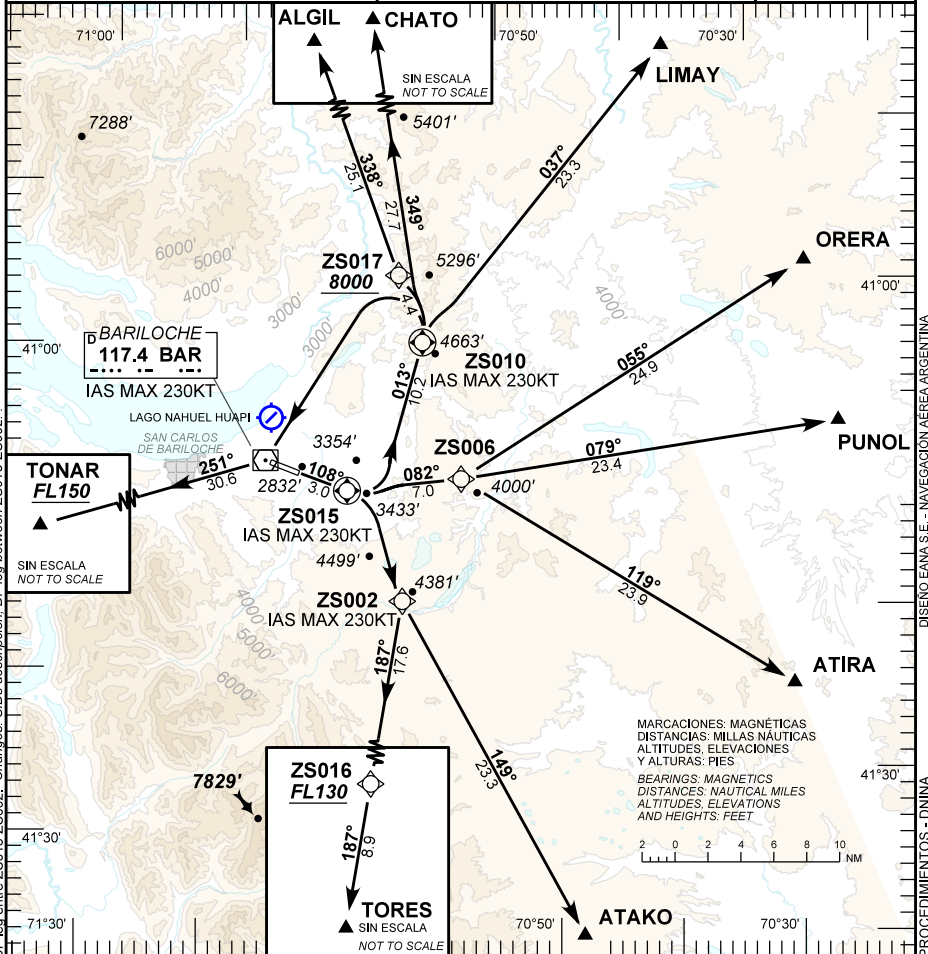 ALGIL
CHATO
SIN ESCALA
NOT TO SCALE
71°00'
70°50'
70°30'
LIMAY
7288'
5401'
338°
25.1
349°
27.7
037°
23.3
ORERA
ZS017
8000
5296'
6000'
5000'
4000'
3000'
3000'
4000'
41°00'
4.4
D BARILOCHE
117.4 BAR
IAS MAX 230KT
41°00'
4663'
ZS010
IAS MAX 230KT
013°
10.2
055°
24.9
LAGO NAHUEL HUAPI
SAN CARLOS
DE BARILOCHE
3354'
ZS006
079°
23.4
PUNOL
TONAR
FL150
251°
30.6
2832'
108°
3.0
082°
7.0
4000'
3433'
ZS015
IAS MAX 230KT
SIN ESCALA
NOT TO SCALE
4499'
4381'
ZS002
IAS MAX 230KT
119°
23.9
4000'
5000'
6000'
187°
17.6
ATIRA
149°
23.3
MARCACIONES: MAGNÉTICAS
DISTANCIAS: MILLAS NÁUTICAS
ALTITUDES, ELEVACIONES
Y ALTURAS: PIES
BEARINGS: MAGNETICS
DISTANCES: NAUTICAL MILES
ALTITUDES, ELEVATIONS
AND HEIGHTS: FEET
2 0 2 4 6 8 10 NM
41°30'
7829'
ZS016
FL130
187°
8.9
41°30'
TORES
SIN ESCALA
NOT TO SCALE
ATAKO
71°30'
70°50'
70°30'
DISEÑO EANA S.E. - NAVEGACIÓN AÉREA ARGENTINA
PROCEDIMIENTOS - DNINA